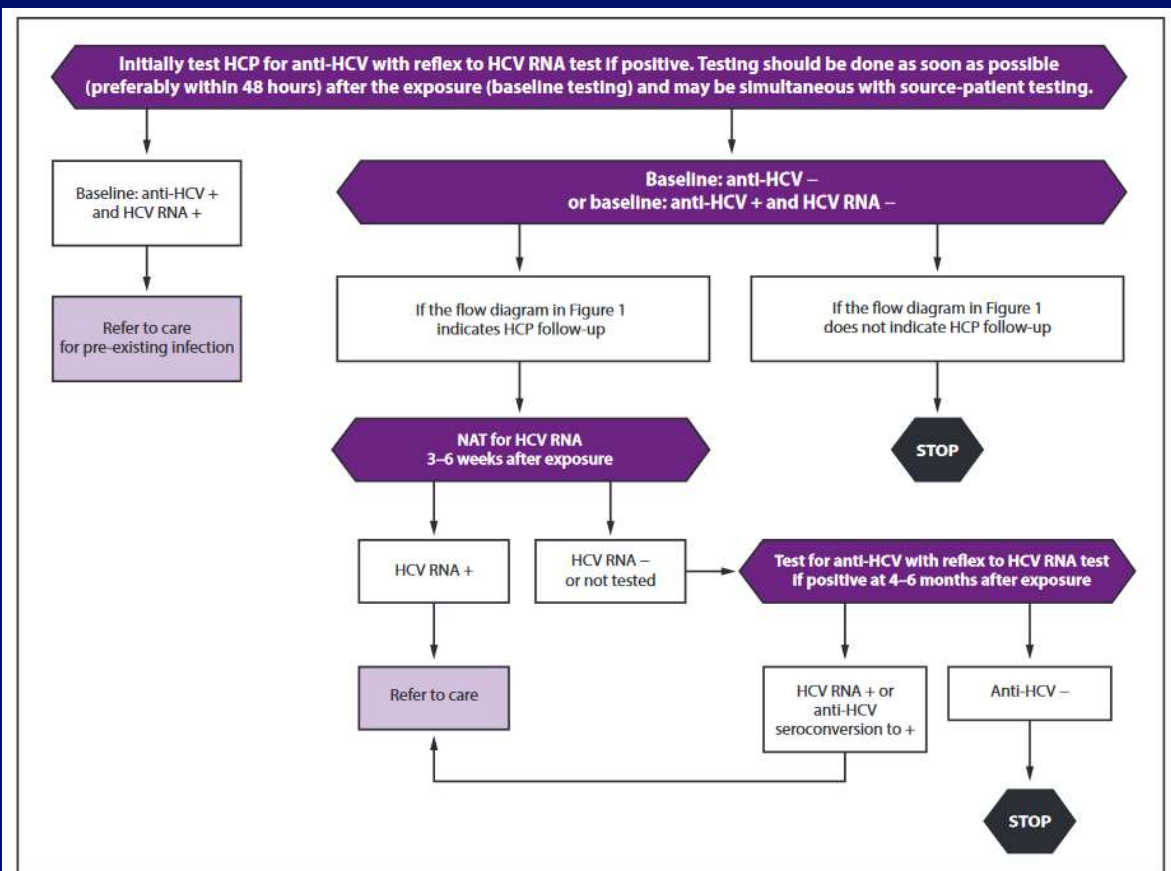 Initially test HCP for anti-HCV with reflex to HCV RNA test if positive. Testing should be done as soon as possible
(preferably within 48 hours) after the exposure (baseline testing) and may be simultaneous with source-patient testing.
Baseline: anti-HCV +
and HCV RNA +
Baseline: anti-HCV –
or baseline: anti-HCV + and HCV RNA –
Refer to care
for pre-existing infection
If the flow diagram in Figure 1
indicates HCP follow-up
If the flow diagram in Figure 1
does not indicate HCP follow-up
NAT for HCV RNA
3–6 weeks after exposure
STOP
HCV RNA +
HCV RNA –
or not tested
Test for anti-HCV with reflex to HCV RNA test
if positive at 4–6 months after exposure
Refer to care
HCV RNA + or
anti-HCV
seroconversion to +
Anti-HCV –
STOP